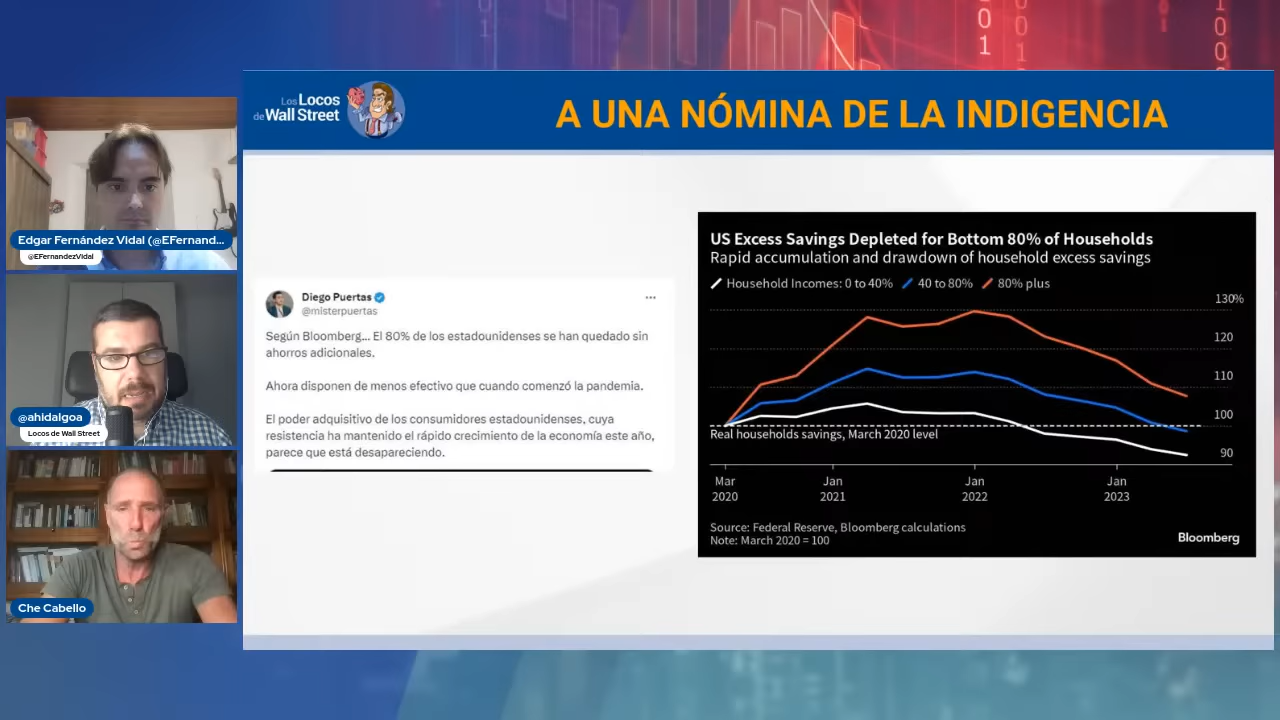 Los Locos
de Wall Street
A UNA NÓMINA DE LA INDIGENCIA
Edgar Fernández Vidal (@EFernand...
@EFernandezVidal
@ahidalgoa
Locos de Wall Street
Che Cabello
Diego Puertas
@misterpuertas
Según Bloomberg... El 80% de los estadounidenses se han quedado sin
ahorros adicionales.
Ahora disponen de menos efectivo que cuando comenzó la pandemia.
El poder adquisitivo de los consumidores estadounidenses, cuya
resistencia ha mantenido el rápido crecimiento de la economía este año,
parece que está desapareciendo.
US Excess Savings Depleted for Bottom 80% of Households
Rapid accumulation and drawdown of household excess savings
Household Incomes: 0 to 40% 40 to 80% 80% plus
130%
120
110
100
Real households savings, March 2020 level
90
Mar Jan Jan Jan
2020 2021 2022 2023
Source: Federal Reserve, Bloomberg calculations
Note: March 2020 = 100
Bloomberg